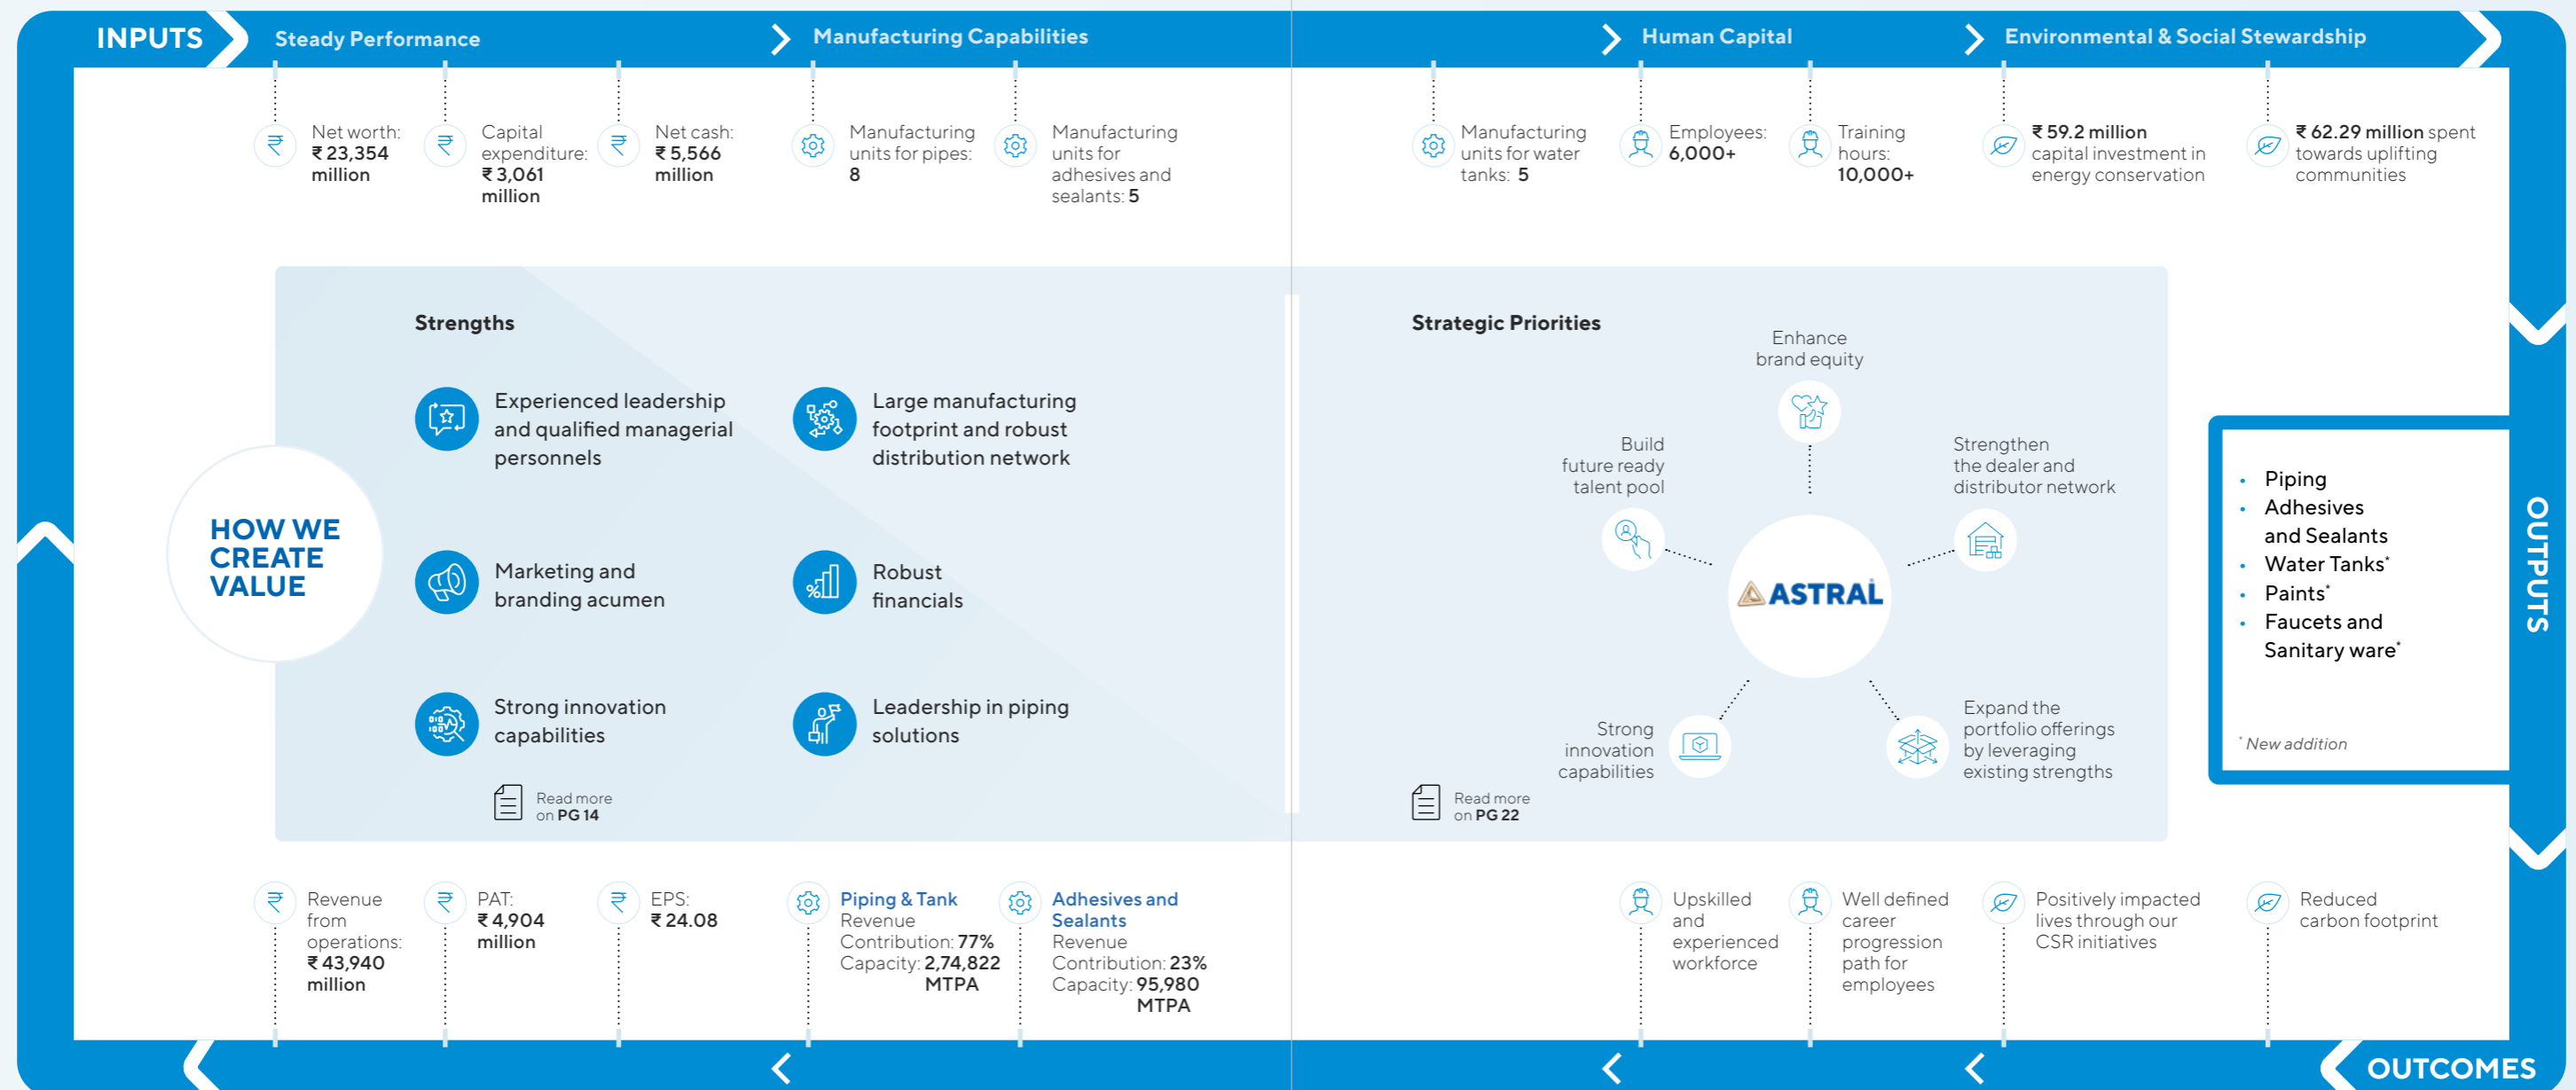 INPUTS
Steady Performance
Manufacturing Capabilities
Human Capital
Environmental & Social Stewardship
Net worth:
₹ 23,354
million
Capital
expenditure:
₹ 3,061
million
Net cash:
₹ 5,566
million
Manufacturing
units for pipes:
8
Manufacturing
units for
adhesives and
sealants: 5
Manufacturing
units for water
tanks: 5
Employees:
6,000+
Training
hours:
10,000+
₹ 59.2 million
capital investment in
energy conservation
₹ 62.29 million spent
towards uplifting
communities
HOW WE
CREATE
VALUE
Strengths
Experienced leadership
and qualified managerial
personnels
Large manufacturing
footprint and robust
distribution network
Marketing and
branding acumen
Robust
financials
Strong innovation
capabilities
Leadership in piping
solutions
Read more
on PG 14
Strategic Priorities
Enhance
brand equity
Build
future ready
talent pool
Strengthen
the dealer and
distributor network
ASTRAL
Strong
innovation
capabilities
Expand the
portfolio offerings
by leveraging
existing strengths
Read more
on PG 22
OUTPUTS
• Piping
• Adhesives
and Sealants
• Water Tanks*
• Paints*
• Faucets and
Sanitary ware*
* New addition
Revenue
from
operations:
₹ 43,940
million
PAT:
₹ 4,904
million
EPS:
₹ 24.08
Piping & Tank
Revenue
Contribution: 77%
Capacity: 2,74,822
MTPA
Adhesives and
Sealants
Revenue
Contribution: 23%
Capacity: 95,980
MTPA
Upskilled
and
experienced
workforce
Well defined
career
progression
path for
employees
Positively impacted
lives through our
CSR initiatives
Reduced
carbon footprint
OUTCOMES